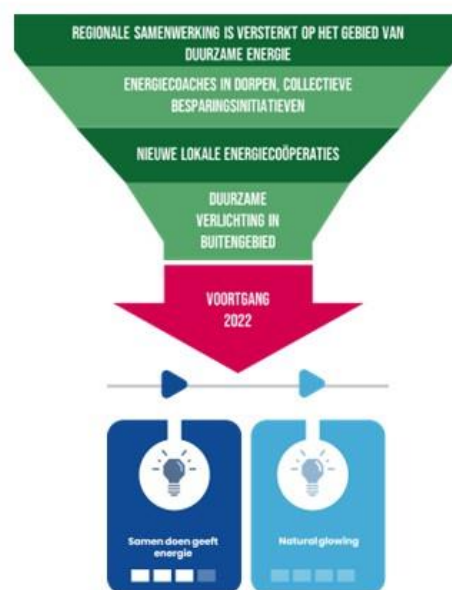 REGIONALE SAMENWERKING IS VERSTERKT OP HET GEBIED VAN
DUURZAME ENERGIE
ENERGIECOACHES IN DORPEN, COLLECTIEVE
BESPARINGSINITIATIEVEN
NIEUWE LOKALE ENERGIECOÖPERATIES
DUURZAME
VERLICHTING IN
BUITENGEBIED
VOORTGANG
2022
Samen doen geeft
energie
Natural glowing